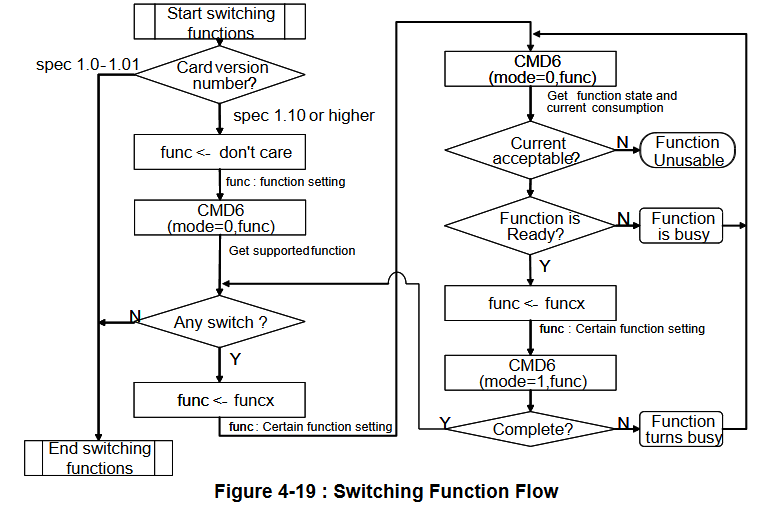 Start switching
functions
spec 1.0-1.01
Card version
number?
spec 1.10 or higher
func <- don't care
func : function setting
CMD6
(mode=0,func)
Get supported function
N
Any switch ?
Y
func <- funcx
func : Certain function setting
End switching
functions
CMD6
(mode=0,func)
Get function state and
current consumption
Current
acceptable?
N
Function
Unusable
Function is
Ready?
N
Function
is busy
Y
func <- funcx
func : Certain function setting
CMD6
(mode=1,func)
Y
Complete?
N
Function
turns busy
Figure 4-19 : Switching Function Flow